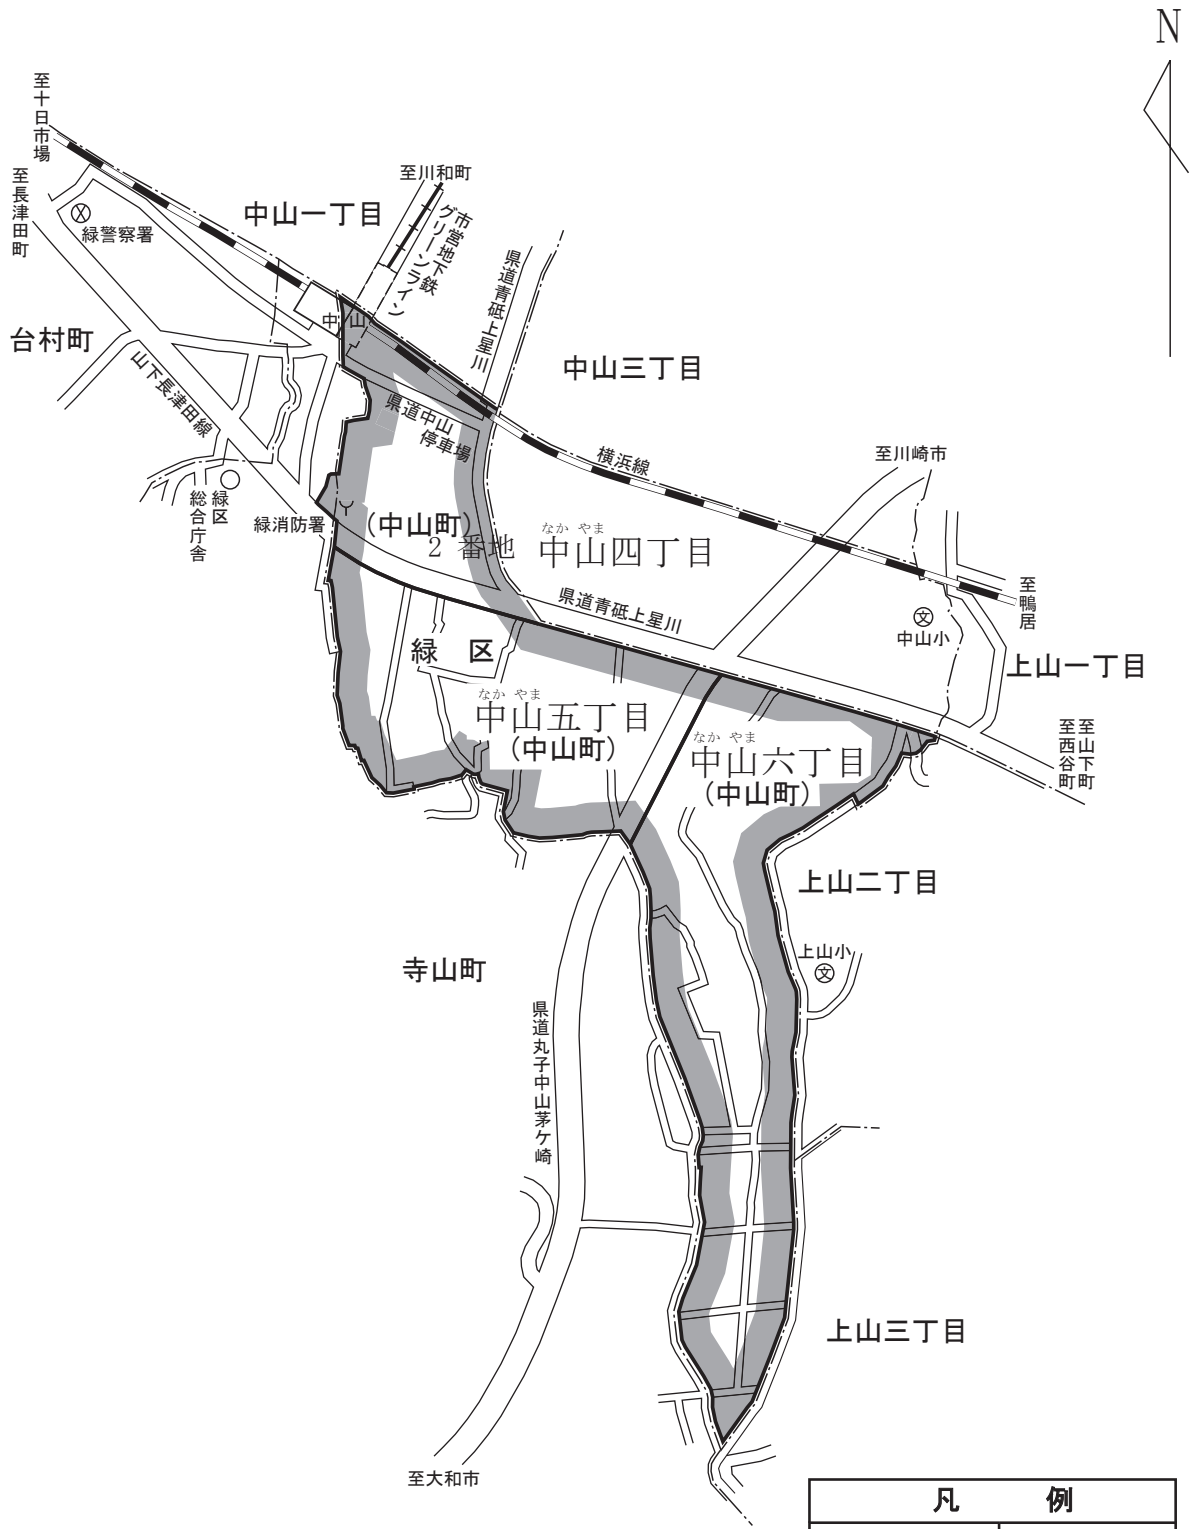 N
至十日市場
至長津田町
至川和町
緑警察署
中山一丁目
市営地下鉄
グリーンライン
県道青砥上星川
台村町
中山
中山三丁目
山下長津田線
県道中山
停車場
横浜線
至川崎市
緑区
総合庁舎
緑消防署
(中山町)
2 番地
なか やま
中山四丁目
県道青砥上星川
至鴨居
文
中山小
緑 区
上山一丁目
なか やま
中山五丁目
(中山町)
なか やま
中山六丁目
(中山町)
至山下町
至西谷町
上山二丁目
上山小
文
寺山町
県道丸子中山茅ケ崎
上山三丁目
至大和市
凡 例